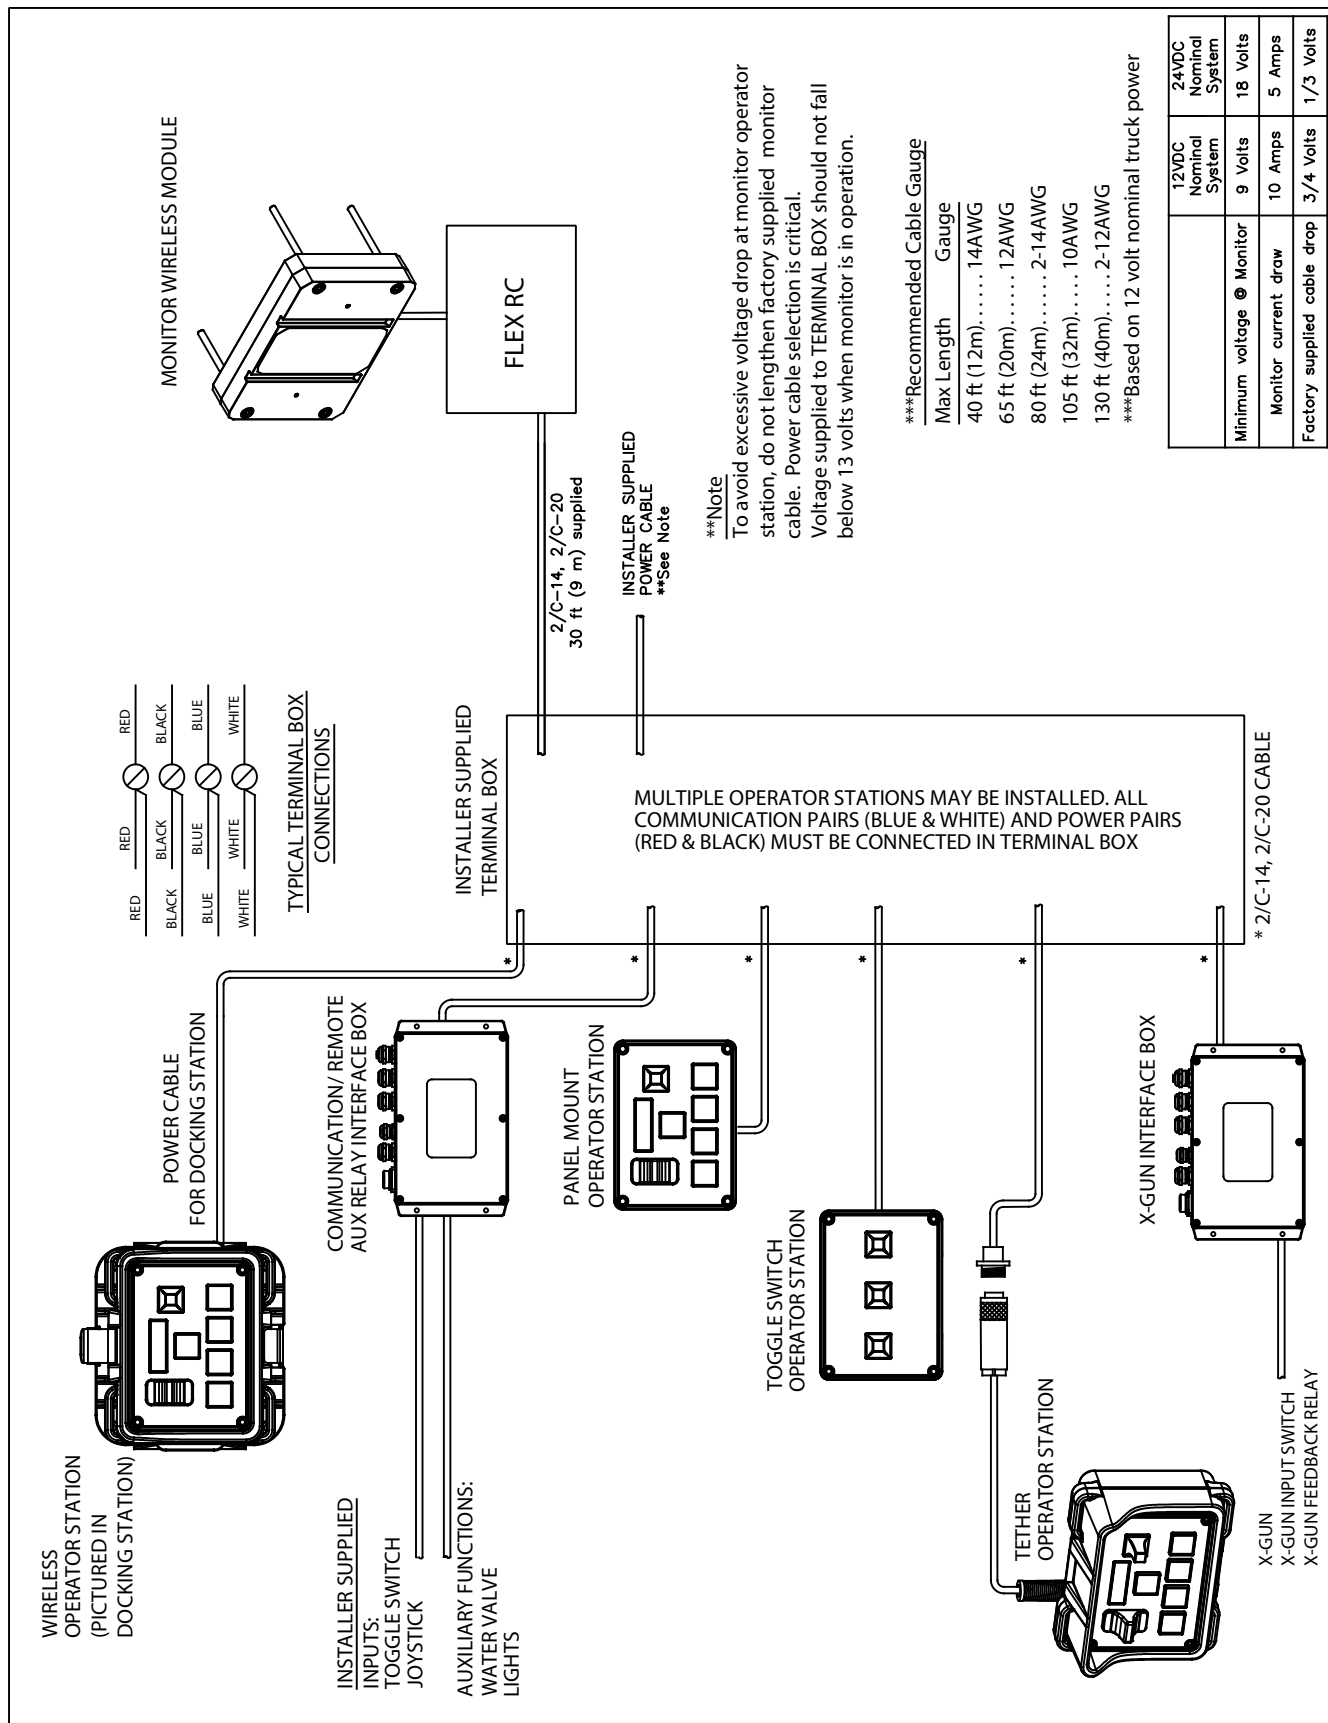 MONITOR WIRELESS MODULE
FLEX RC
2/C-14, 2/C-20
30 ft (9 m) supplied
INSTALLER SUPPLIED
POWER CABLE
**See Note
RED
RED
RED
BLACK
BLACK
BLACK
BLUE
BLUE
BLUE
WHITE
WHITE
WHITE
TYPICAL TERMINAL BOX
CONNECTIONS
INSTALLER SUPPLIED
TERMINAL BOX
MULTIPLE OPERATOR STATIONS MAY BE INSTALLED. ALL
COMMUNICATION PAIRS (BLUE & WHITE) AND POWER PAIRS
(RED & BLACK) MUST BE CONNECTED IN TERMINAL BOX
* 2/C-14, 2/C-20 CABLE
*
*
*
*
*
*
WIRELESS
OPERATOR STATION
(PICTURED IN
DOCKING STATION)
POWER CABLE
FOR DOCKING STATION
INSTALLER SUPPLIED
INPUTS:
TOGGLE SWITCH
JOYSTICK
AUXILIARY FUNCTIONS:
WATER VALVE
LIGHTS
COMMUNICATION/ REMOTE
AUX RELAY INTERFACE BOX
PANEL MOUNT
OPERATOR STATION
TOGGLE SWITCH
OPERATOR STATION
TETHER
OPERATOR STATION
X-GUN INTERFACE BOX
X-GUN
X-GUN INPUT SWITCH
X-GUN FEEDBACK RELAY
**Note
To avoid excessive voltage drop at monitor operator
station, do not lengthen factory supplied monitor
cable. Power cable selection is critical.
Voltage supplied to TERMINAL BOX should not fall
below 13 volts when monitor is in operation.
***Recommended Cable Gauge
Max Length Gauge
40 ft (12m)....... 14AWG
65 ft (20m)....... 12AWG
80 ft (24m)....... 2-14AWG
105 ft (32m)..... 10AWG
130 ft (40m)..... 2-12AWG
***Based on 12 volt nominal truck power
12VDC Nominal System 24VDC Nominal System
Minimum voltage @ Monitor 9 Volts 18 Volts
Monitor current draw 10 Amps 5 Amps
Factory supplied cable drop 3/4 Volts 1/3 Volts